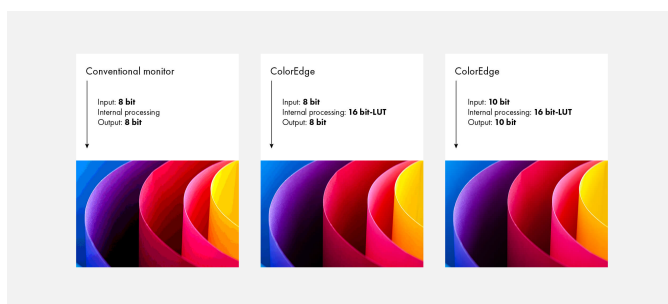 Conventional monitor
Input: 8 bit
Internal processing
Output: 8 bit
ColorEdge
Input: 8 bit
Internal processing: 16 bit-LUT
Output: 8 bit
ColorEdge
Input: 10 bit
Internal processing: 16 bit-LUT
Output: 10 bit